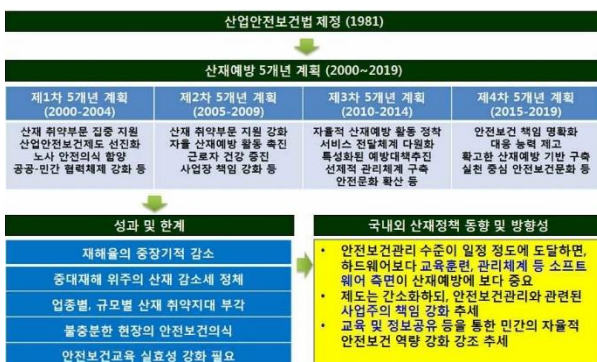 산업안전보건법 제정 (1981)
산재예방 5개년 계획 (2000~2019)
제1차 5개년 계획
(2000-2004)
산재 취약부문 집중 지원
산업안전보건제도 선진화
노사 안전의식 함양
공공-민간 협력체제 강화 등
제2차 5개년 계획
(2005-2009)
산재 취약부문 지원 강화
자율 산재예방 활동 촉진
근로자 건강 증진
사업장 책임 강화 등
제3차 5개년 계획
(2010-2014)
자율적 산재예방 활동 정착
서비스 전달체계 다원화
특성화된 예방대책추진
선제적 관리체계 구축
안전문화 확산 등
제4차 5개년 계획
(2015-2019)
안전보건 책임 명확화
대응 능력 제고
확고한 산재예방 기반 구축
실천 중심 안전보건문화 등
성과 및 한계
재해율의 중장기적 감소
중대재해 위주의 산재 감소세 정체
업종별, 규모별 산재 취약지대 부각
불충분한 현장의 안전보건의식
안전보건교육 실효성 강화 필요
국내외 산재정책 동향 및 방향성
• 안전보건관리 수준이 일정 정도에 도달하면,
하드웨어보다 교육훈련, 관리체계 등 소프트
웨어 측면이 산재예방에 보다 중요
• 제도는 간소화하되, 안전보건관리와 관련된
사업주의 책임 강화 추세
• 교육 및 정보공유 등을 통한 민간의 자율적
안전보건 역량 강화 강조 추세